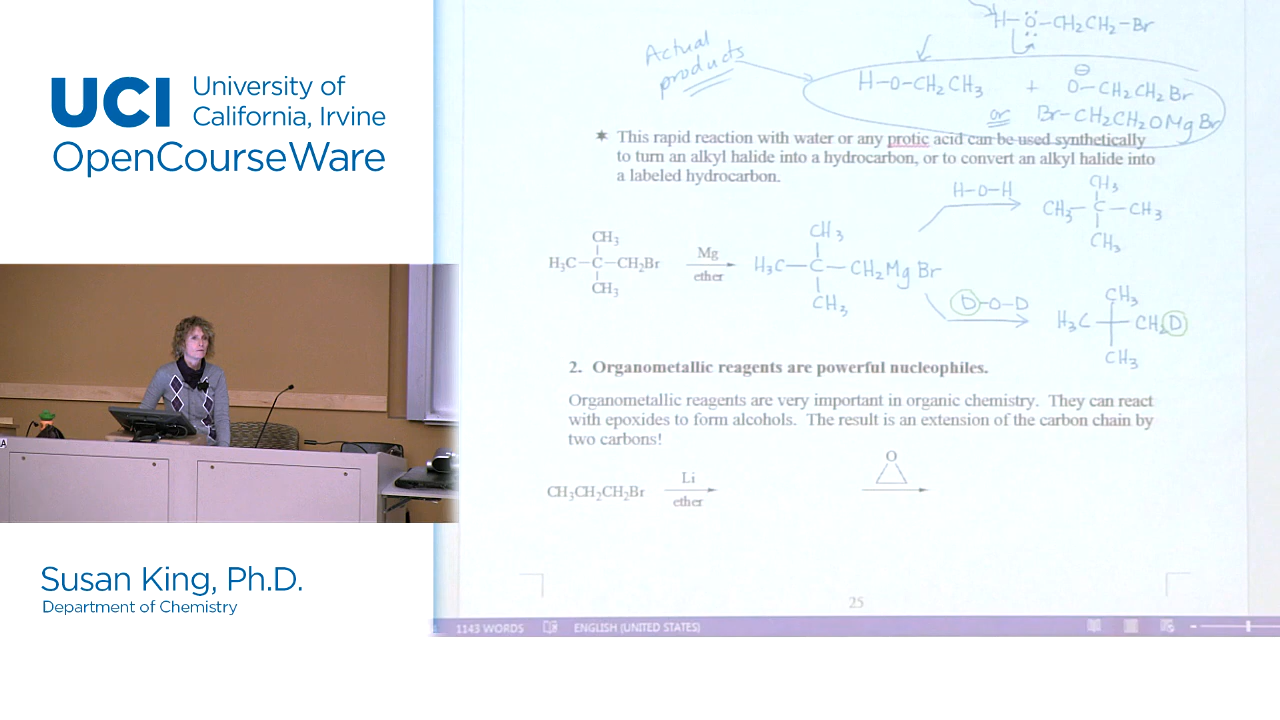 UCI University of
California, Irvine
OpenCourseWare
Susan King, Ph.D.
Department of Chemistry
H-Ö-CH2CH2-Br
Actual
products
H-O-CH2CH3 + ⊖O-CH2CH2Br
or Br-CH2CH2OMgBr
* This rapid reaction with water or any protic acid can be used synthetically
to turn an alkyl halide into a hydrocarbon, or to convert an alkyl halide into
a labeled hydrocarbon.
H-O-H
CH3
CH3-C-CH3
CH3
CH3
H3C-C-CH2Br
CH3
Mg
ether
CH3
H3C-C-CH2MgBr
CH3
D-O-D
CH3
H3C CH2D
CH3
2. Organometallic reagents are powerful nucleophiles.
Organometallic reagents are very important in organic chemistry. They can react
with epoxides to form alcohols. The result is an extension of the carbon chain by
two carbons!
CH3CH2CH2Br
Li
ether
O
25
1143 WORDS ENGLISH (UNITED STATES)